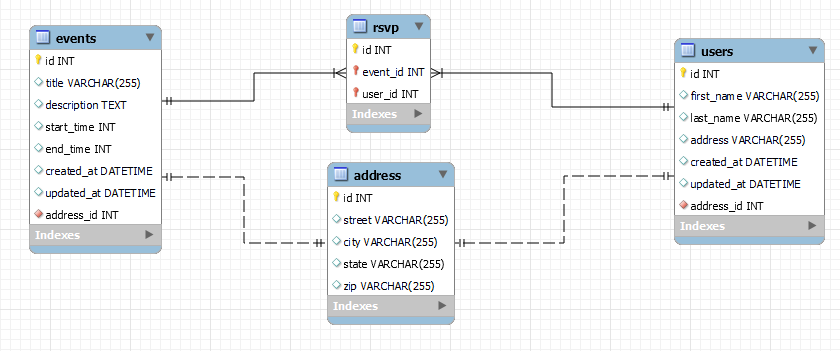 events
id INT
title VARCHAR(255)
description TEXT
start_time INT
end_time INT
created_at DATETIME
updated_at DATETIME
address_id INT
Indexes
rsvp
id INT
event_id INT
user_id INT
Indexes
address
id INT
street VARCHAR(255)
city VARCHAR(255)
state VARCHAR(255)
zip VARCHAR(255)
Indexes
users
id INT
first_name VARCHAR(255)
last_name VARCHAR(255)
address VARCHAR(255)
created_at DATETIME
updated_at DATETIME
address_id INT
Indexes